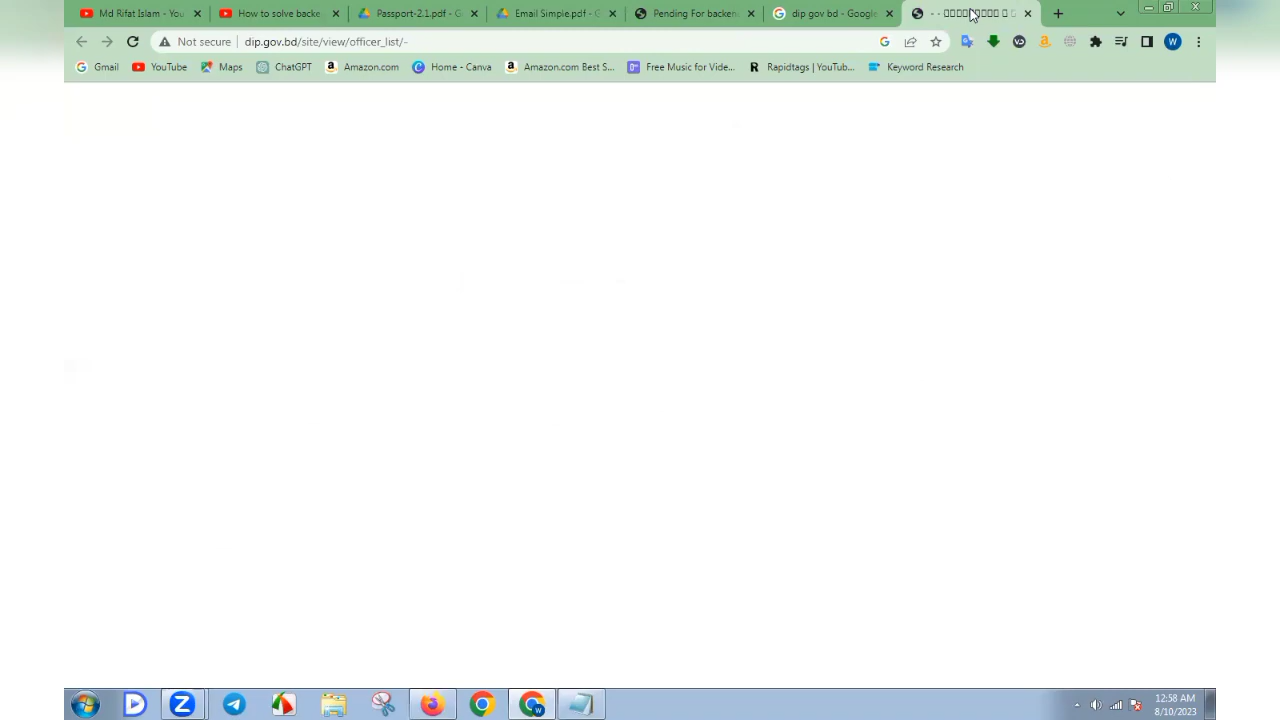 Md Rifat Islam - You
How to solve backe
Passport-2.1.pdf - G
Email Simple.pdf - G
Pending For backen
dip gov bd - Google
Not secure
dip.gov.bd/site/view/officer_list/-
Gmail
YouTube
Maps
ChatGPT
Amazon.com
Home - Canva
Amazon.com Best S...
Free Music for Vide...
Rapidtags | YouTub...
Keyword Research
12:58 AM
8/10/2023